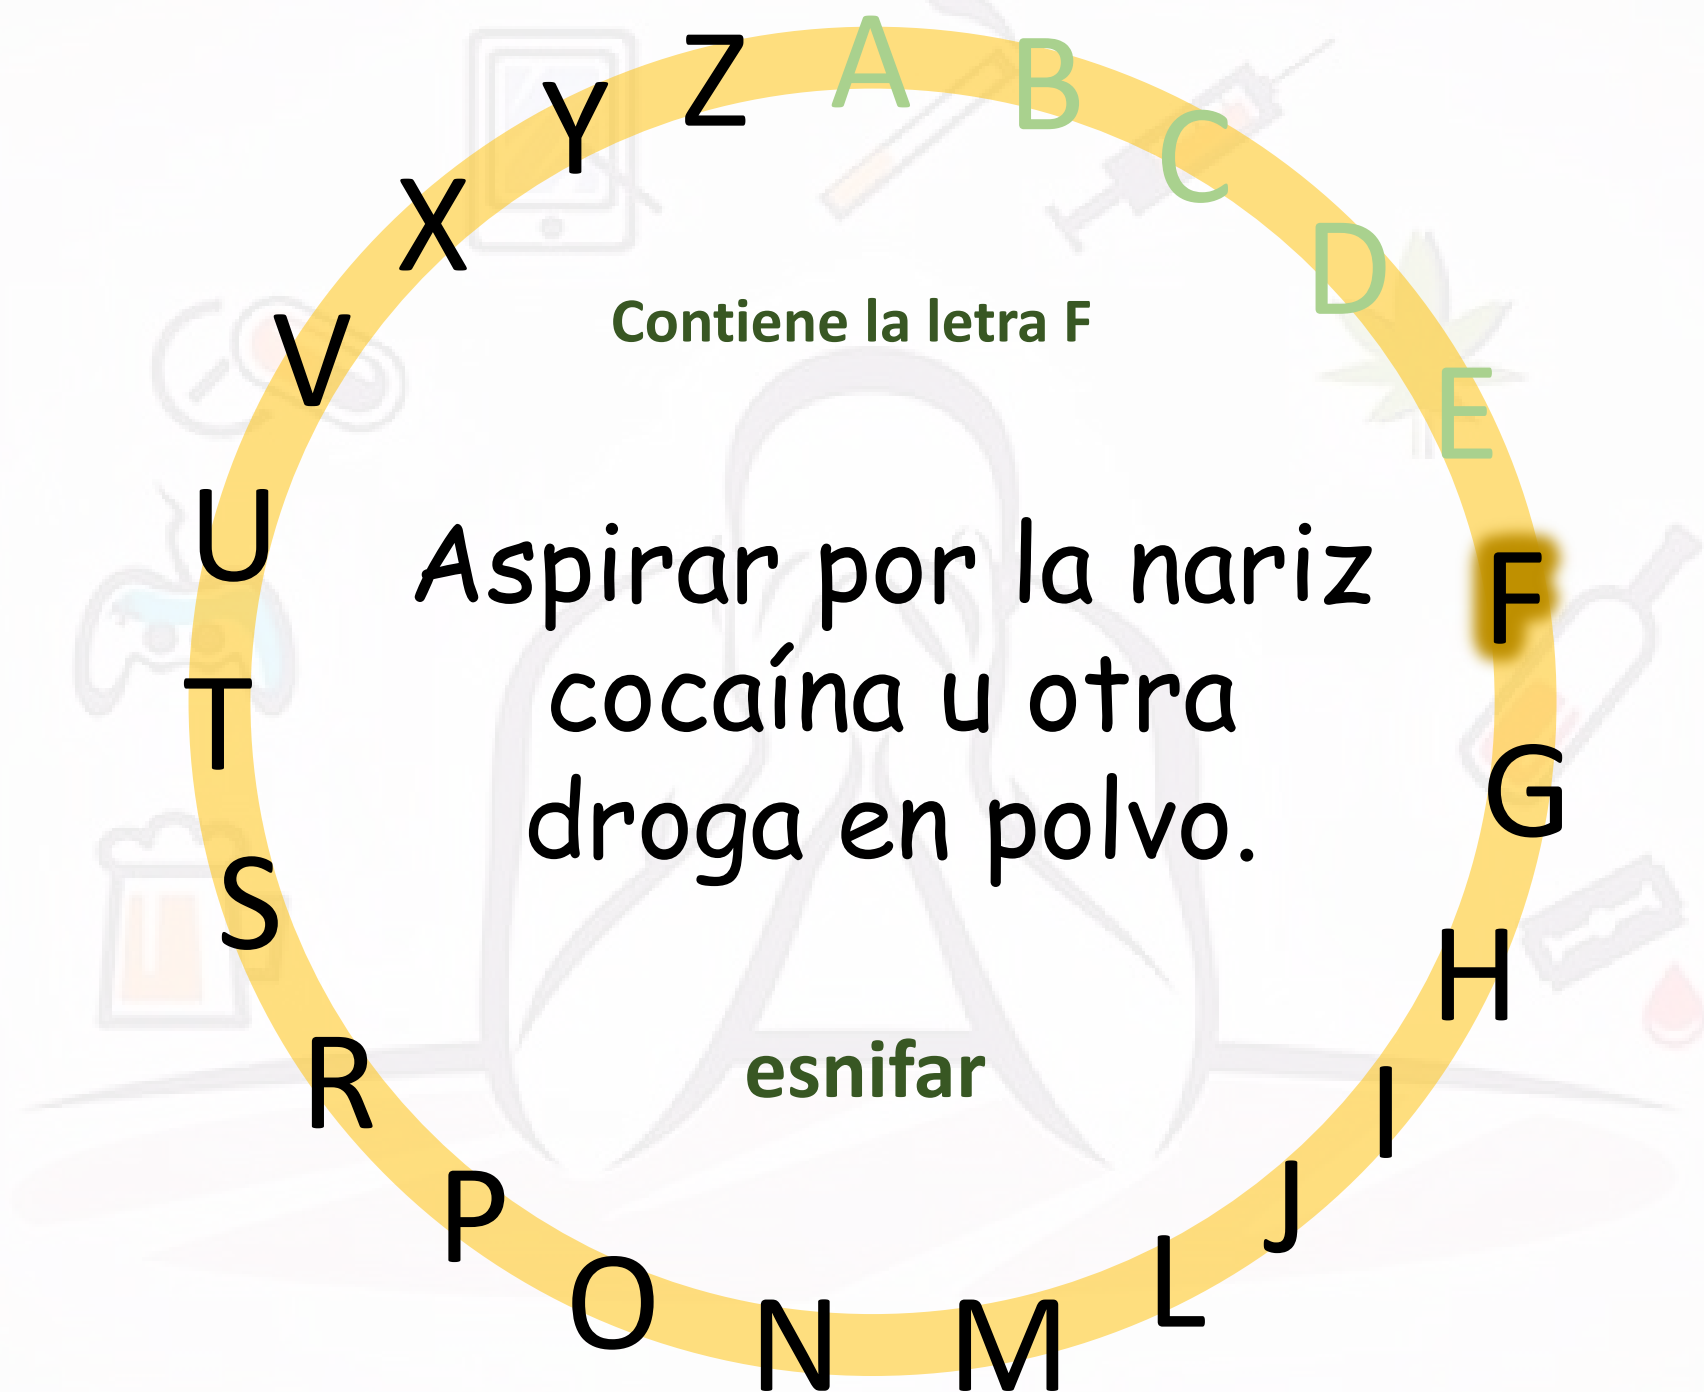 A
B
C
D
E
F
G
H
I
J
L
M
N
O
P
R
S
T
U
V
X
Y
Z
Contiene la letra F
Aspirar por la nariz
cocaína u otra
droga en polvo.
esnifar